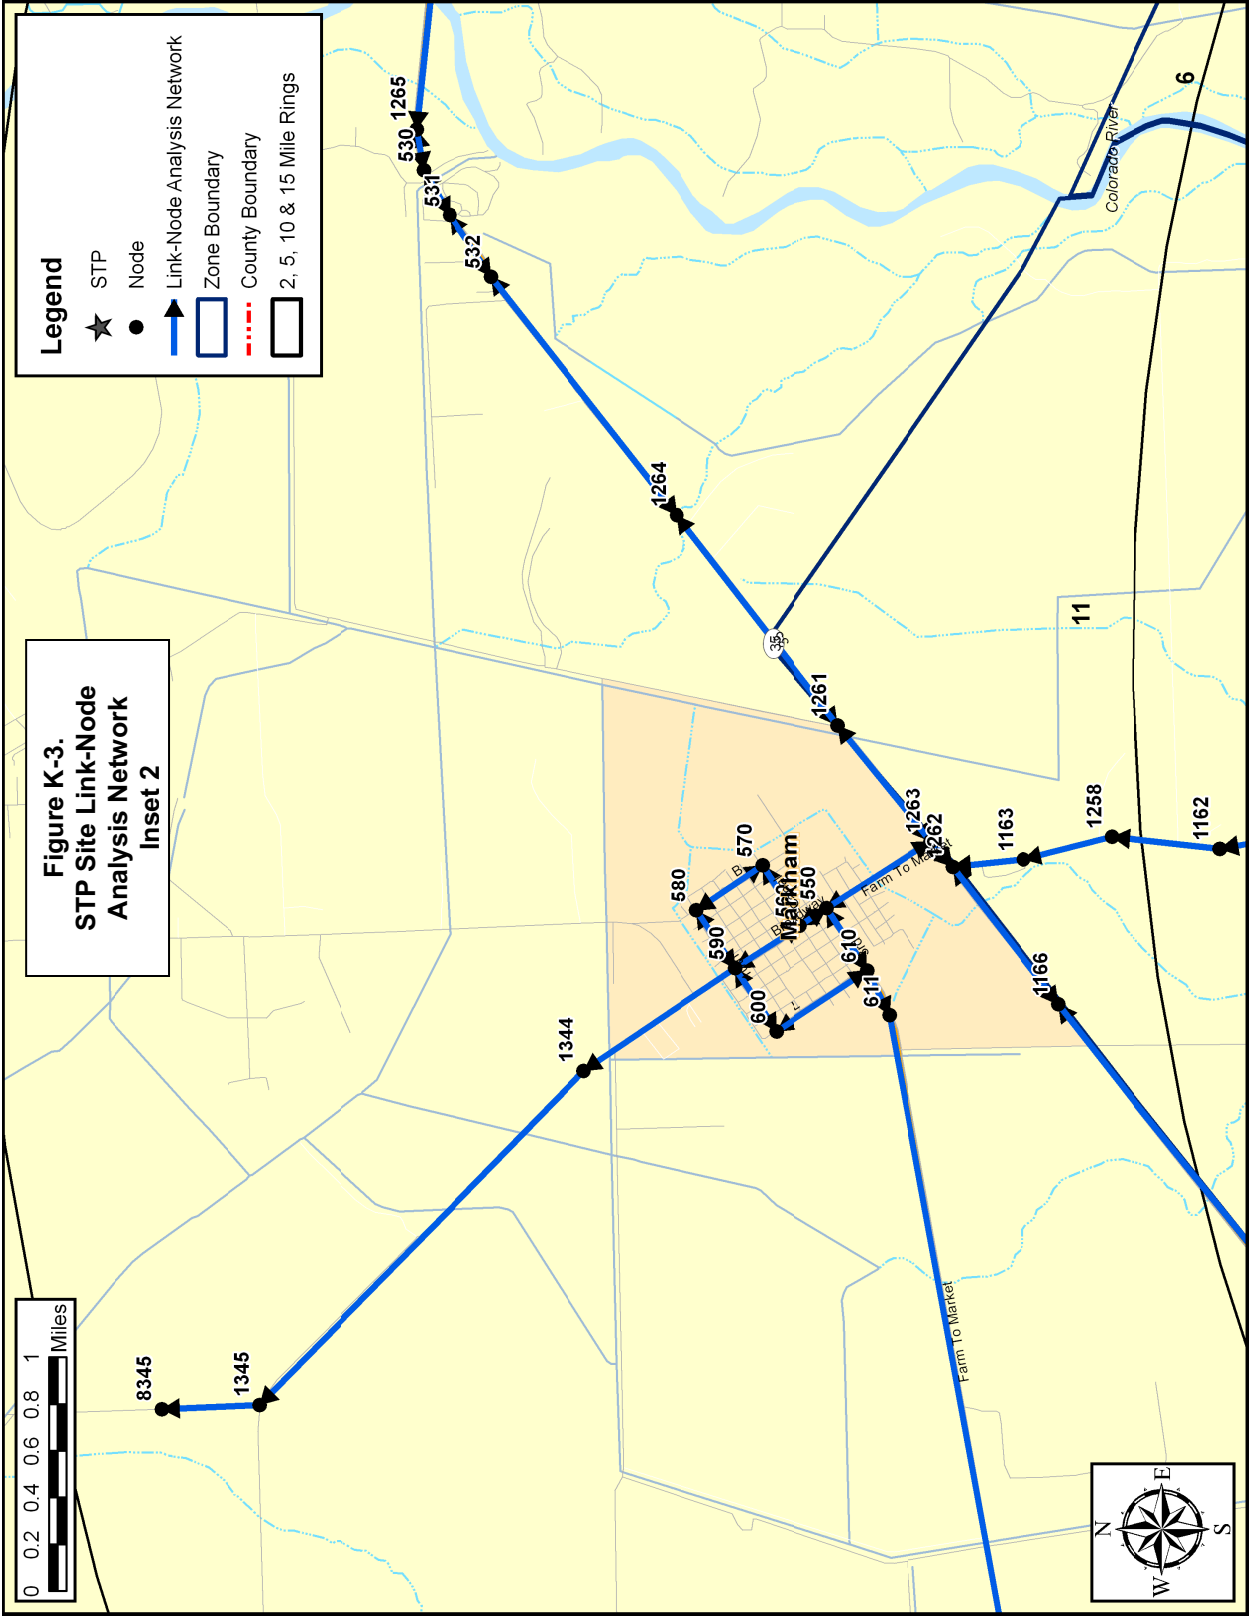 Figure K-3.
STP Site Link-Node
Analysis Network
Inset 2
Legend
STP
Node
Link-Node Analysis Network
Zone Boundary
County Boundary
2, 5, 10 & 15 Mile Rings
0 0.2 0.4 0.6 0.8 1
Miles
8345
1345
1344
580
570
590
600
560
550
Markham
Broadway
B
610
611
Farm To Market
Farm To Market
1263
1262
1261
1264
35
532
531
530
1265
1163
1258
1162
1166
11
6
Colorado River
N
E
S
W